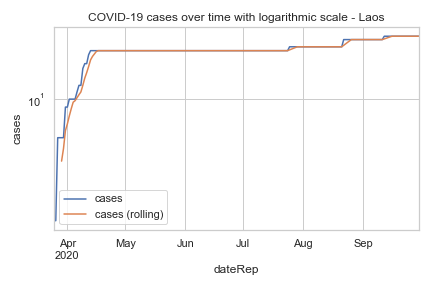 COVID-19 cases over time with logarithmic scale - Laos
cases
10¹
cases
cases (rolling)
Apr
2020
May
Jun
Jul
Aug
Sep
dateRep